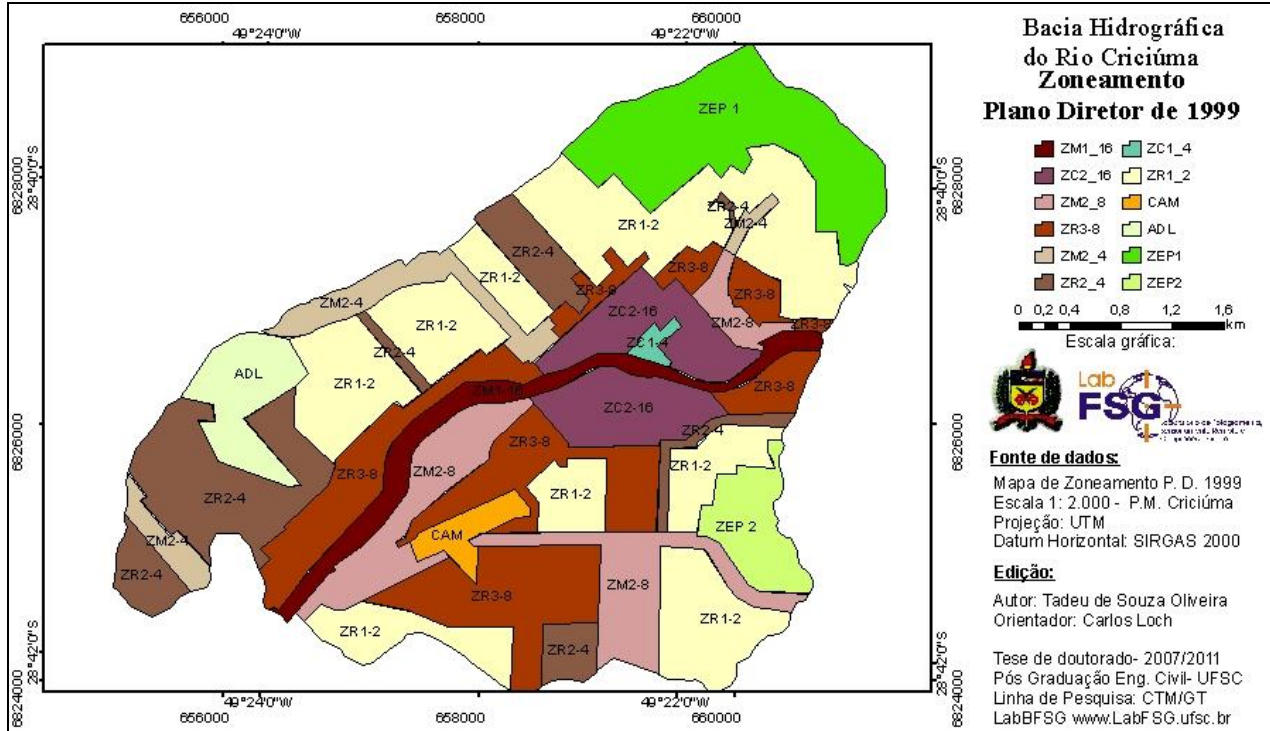 656000
658000
660000
49°24'0"W
49°22'0"W
6828000
28°40'0"S
6826000
28°42'0"S
6824000
28°40'0"S
6828000
6826000
28°42'0"S
6824000
ZEP 1
ZR2-4
ZM2-4
ZR1-2
ZR2-4
ZR3-8
ZR1-2
ZR3-8
ZR3-8
ZM2-4
ZC2-16
ZM2-8
ZR3-8
ZR1-2
ZR2-4
ZC1-4
ADL
ZR1-2
ZM1-16
ZR3-8
ZC2-16
ZR2-4
ZR3-8
ZR1-2
ZR3-8
ZM2-8
ZR2-4
ZR1-2
ZEP 2
CAM
ZM2-4
ZR2-4
ZR3-8
ZM2-8
ZR1-2
ZR1-2
ZR2-4
49°24'0"W
49°22'0"W
656000
658000
660000
Bacia Hidrográfica
do Rio Criciúma
Zoneamento
Plano Diretor de 1999
ZM1_16 ZC1_4
ZC2_16 ZR1_2
ZM2_8 CAM
ZR3-8 ADL
ZM2_4 ZEP1
ZR2_4 ZEP2
0 0,2 0,4 0,8 1,2 1,6
km
Escala gráfica:
Lab
FSG
Fonte de dados:
Mapa de Zoneamento P. D. 1999
Escala 1: 2.000 - P.M. Criciúma
Projeção: UTM
Datum Horizontal: SIRGAS 2000
Edição:
Autor: Tadeu de Souza Oliveira
Orientador: Carlos Loch
Tese de doutorado- 2007/2011
Pós Graduação Eng. Civil- UFSC
Linha de Pesquisa: CTM/GT
LabBFSG www.LabFSG.ufsc.br